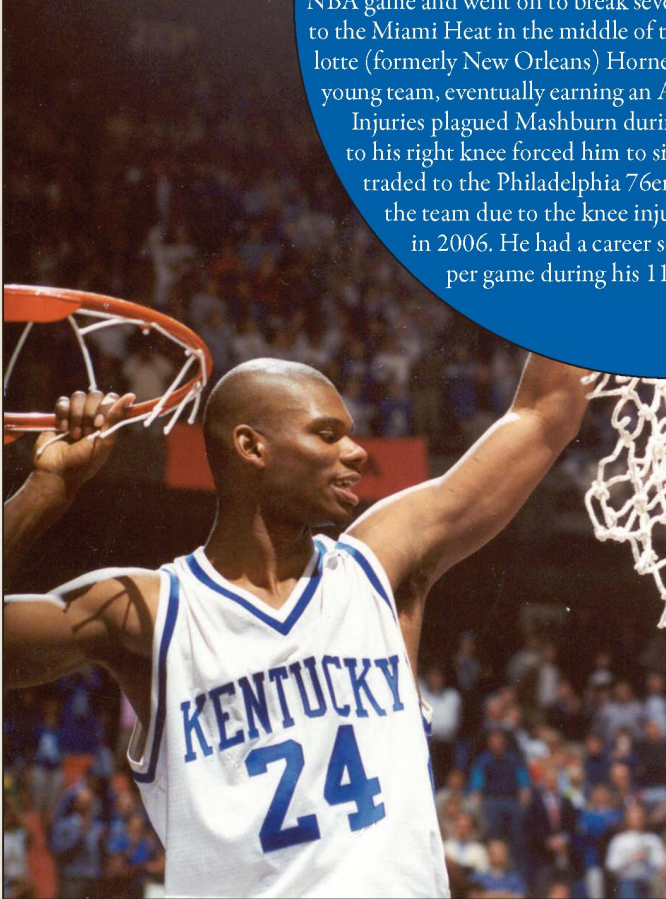 NBA game and went on to break seve
to the Miami Heat in the middle of t
lotte (formerly New Orleans) Horne
young team, eventually earning an A
Injuries plagued Mashburn durin
to his right knee forced him to si
traded to the Philadelphia 76er
the team due to the knee inju
in 2006. He had a career s
per game during his 11
KENTUCKY
24